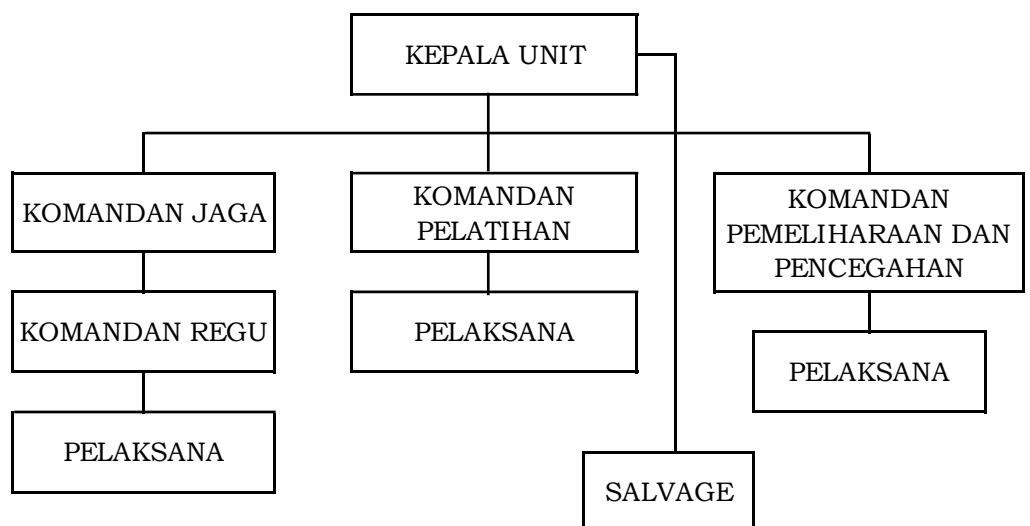 KEPALA UNIT
KOMANDAN JAGA
KOMANDAN
PELATIHAN
KOMANDAN
PEMELIHARAAN DAN
PENCEGAHAN
KOMANDAN REGU
PELAKSANA
PELAKSANA
PELAKSANA
SALVAGE